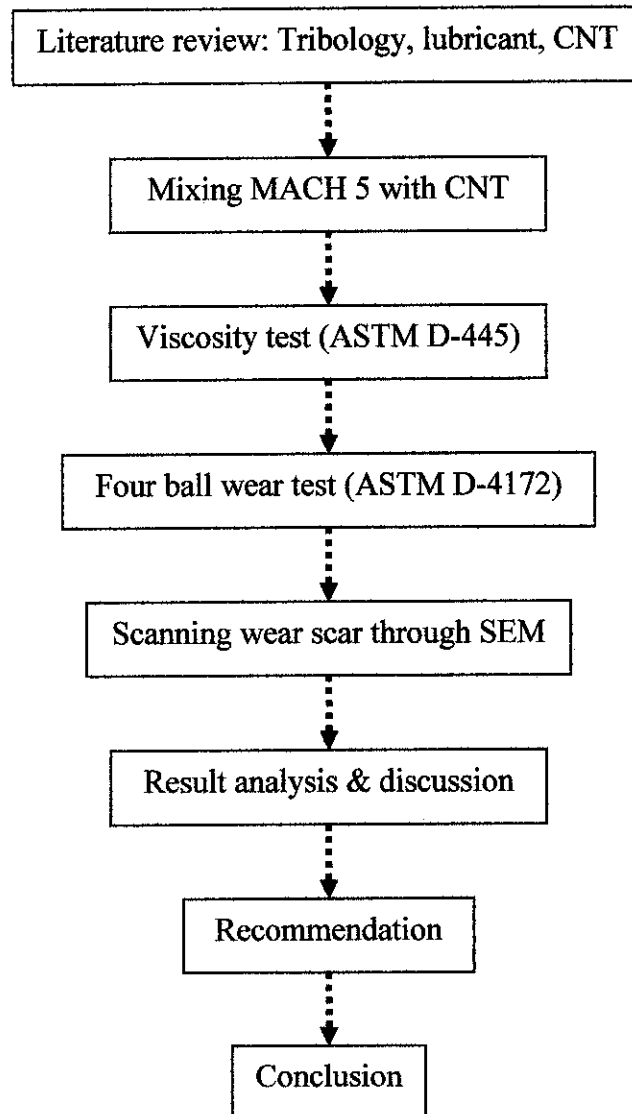 Literature review: Tribology, lubricant, CNT
Mixing MACH 5 with CNT
Viscosity test (ASTM D-445)
Four ball wear test (ASTM D-4172)
Scanning wear scar through SEM
Result analysis & discussion
Recommendation
Conclusion